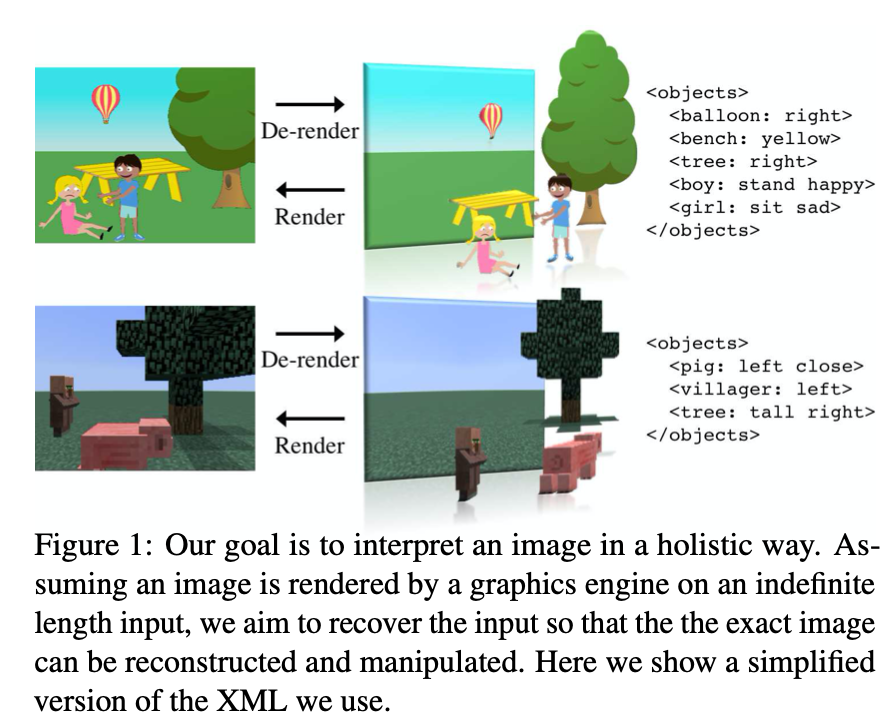 De-render
Render
<objects>
<balloon: right>
<bench: yellow>
<tree: right>
<boy: stand happy>
<girl: sit sad>
</objects>
De-render
Render
<objects>
<pig: left close>
<villager: left>
<tree: tall right>
</objects>
Figure 1: Our goal is to interpret an image in a holistic way. As-
suming an image is rendered by a graphics engine on an indefinite
length input, we aim to recover the input so that the the exact image
can be reconstructed and manipulated. Here we show a simplified
version of the XML we use.